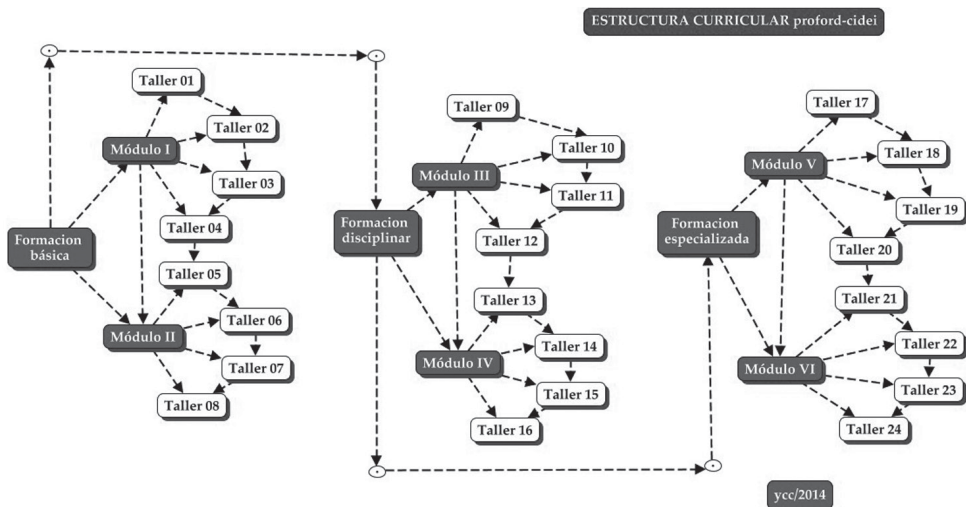 ESTRUCTURA CURRICULAR proford-cidei
Taller 01
Taller 02
Módulo I
Taller 03
Taller 04
Formacion
básica
Taller 05
Taller 06
Módulo II
Taller 07
Taller 08
Taller 09
Taller 10
Módulo III
Taller 11
Formacion
disciplinar
Taller 12
Taller 13
Taller 14
Módulo IV
Taller 15
Taller 16
Taller 17
Taller 18
Módulo V
Taller 19
Formacion
especializada
Taller 20
Taller 21
Taller 22
Módulo VI
Taller 23
Taller 24
ycc/2014